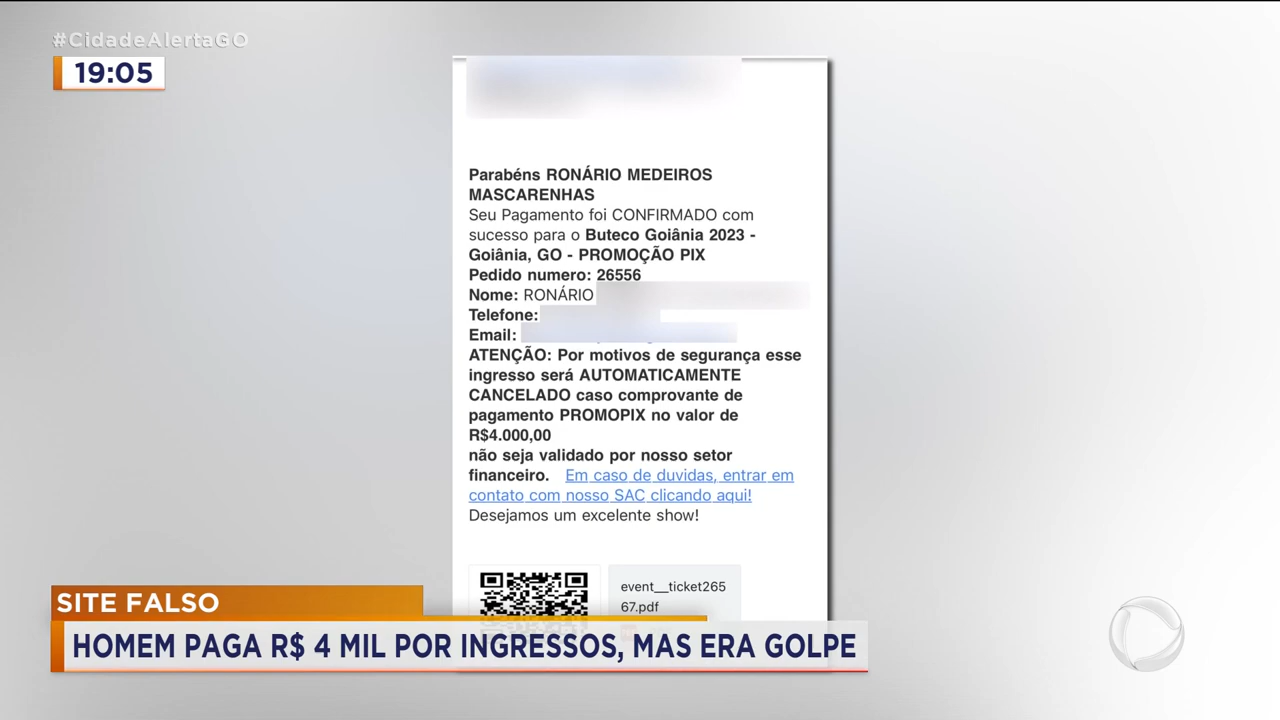 #CidadeAlertaGO
19:05
Parabéns RONÁRIO MEDEIROS
MASCARENHAS
Seu Pagamento foi CONFIRMADO com
sucesso para o Buteco Goiânia 2023 -
Goiânia, GO - PROMOÇÃO PIX
Pedido numero: 26556
Nome: RONÁRIO
Telefone:
Email:
ATENÇÃO: Por motivos de segurança esse
ingresso será AUTOMATICAMENTE
CANCELADO caso comprovante de
pagamento PROMOPIX no valor de
R$4.000,00
não seja validado por nosso setor
financeiro. Em caso de duvidas, entrar em
contato com nosso SAC clicando aqui!
Desejamos um excelente show!
event__ticket265
67.pdf
SITE FALSO
HOMEM PAGA R$ 4 MIL POR INGRESSOS, MAS ERA GOLPE